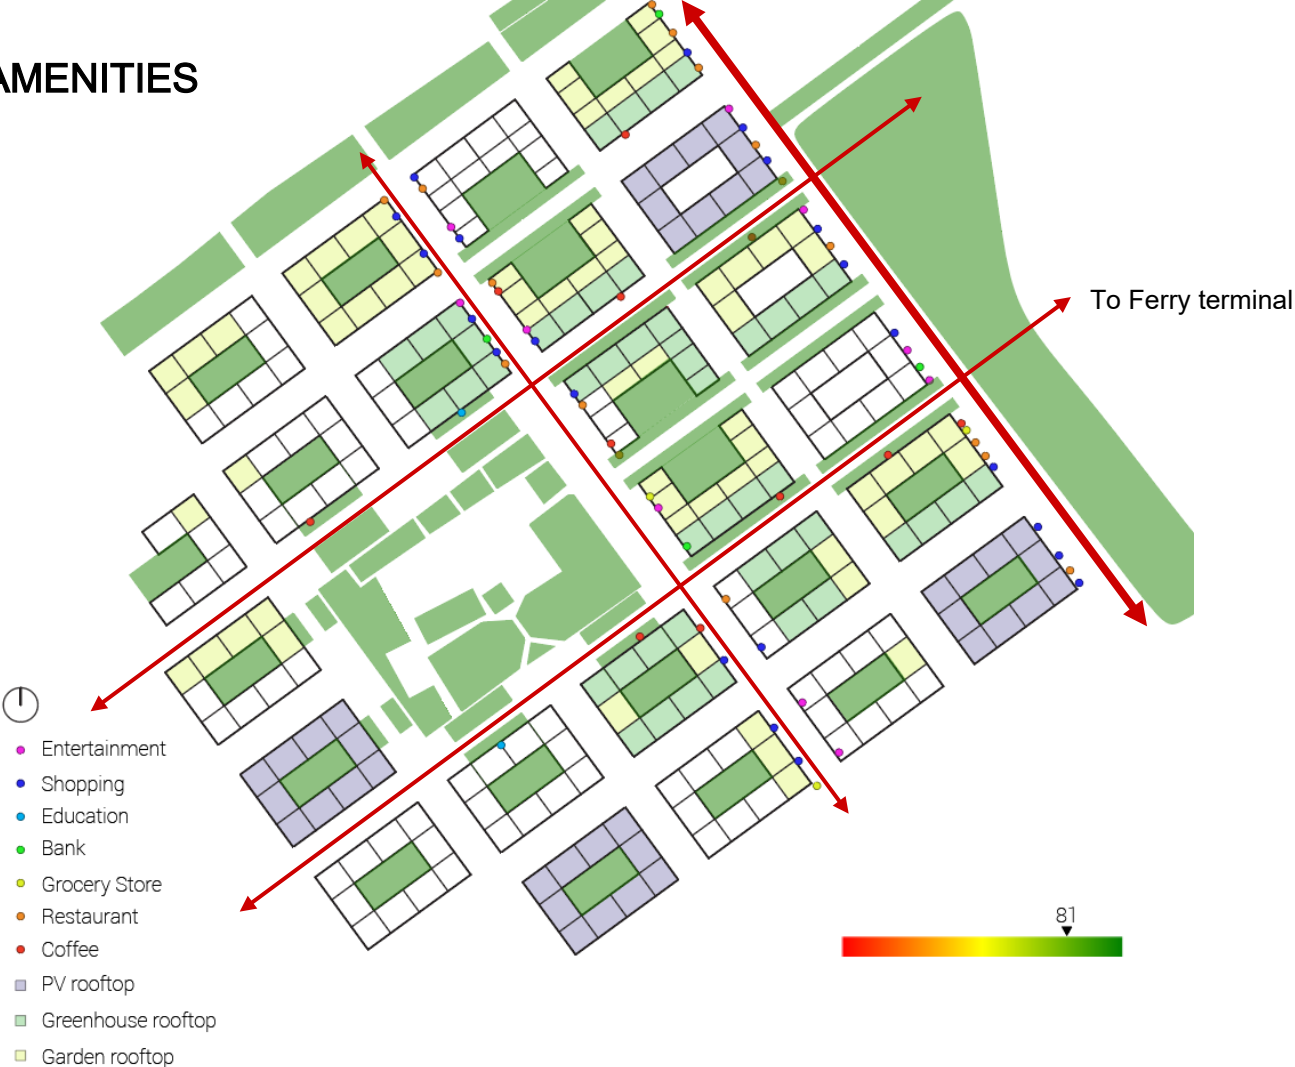 AMENITIES
To Ferry terminal
Entertainment
Shopping
Education
Bank
Grocery Store
Restaurant
Coffee
PV rooftop
Greenhouse rooftop
Garden rooftop
81